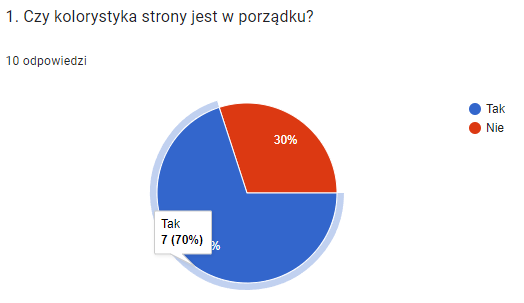 1. Czy kolorystyka strony jest w porządku?
10 odpowiedzi
Tak
Nie
30%
Tak
7 (70%)
%